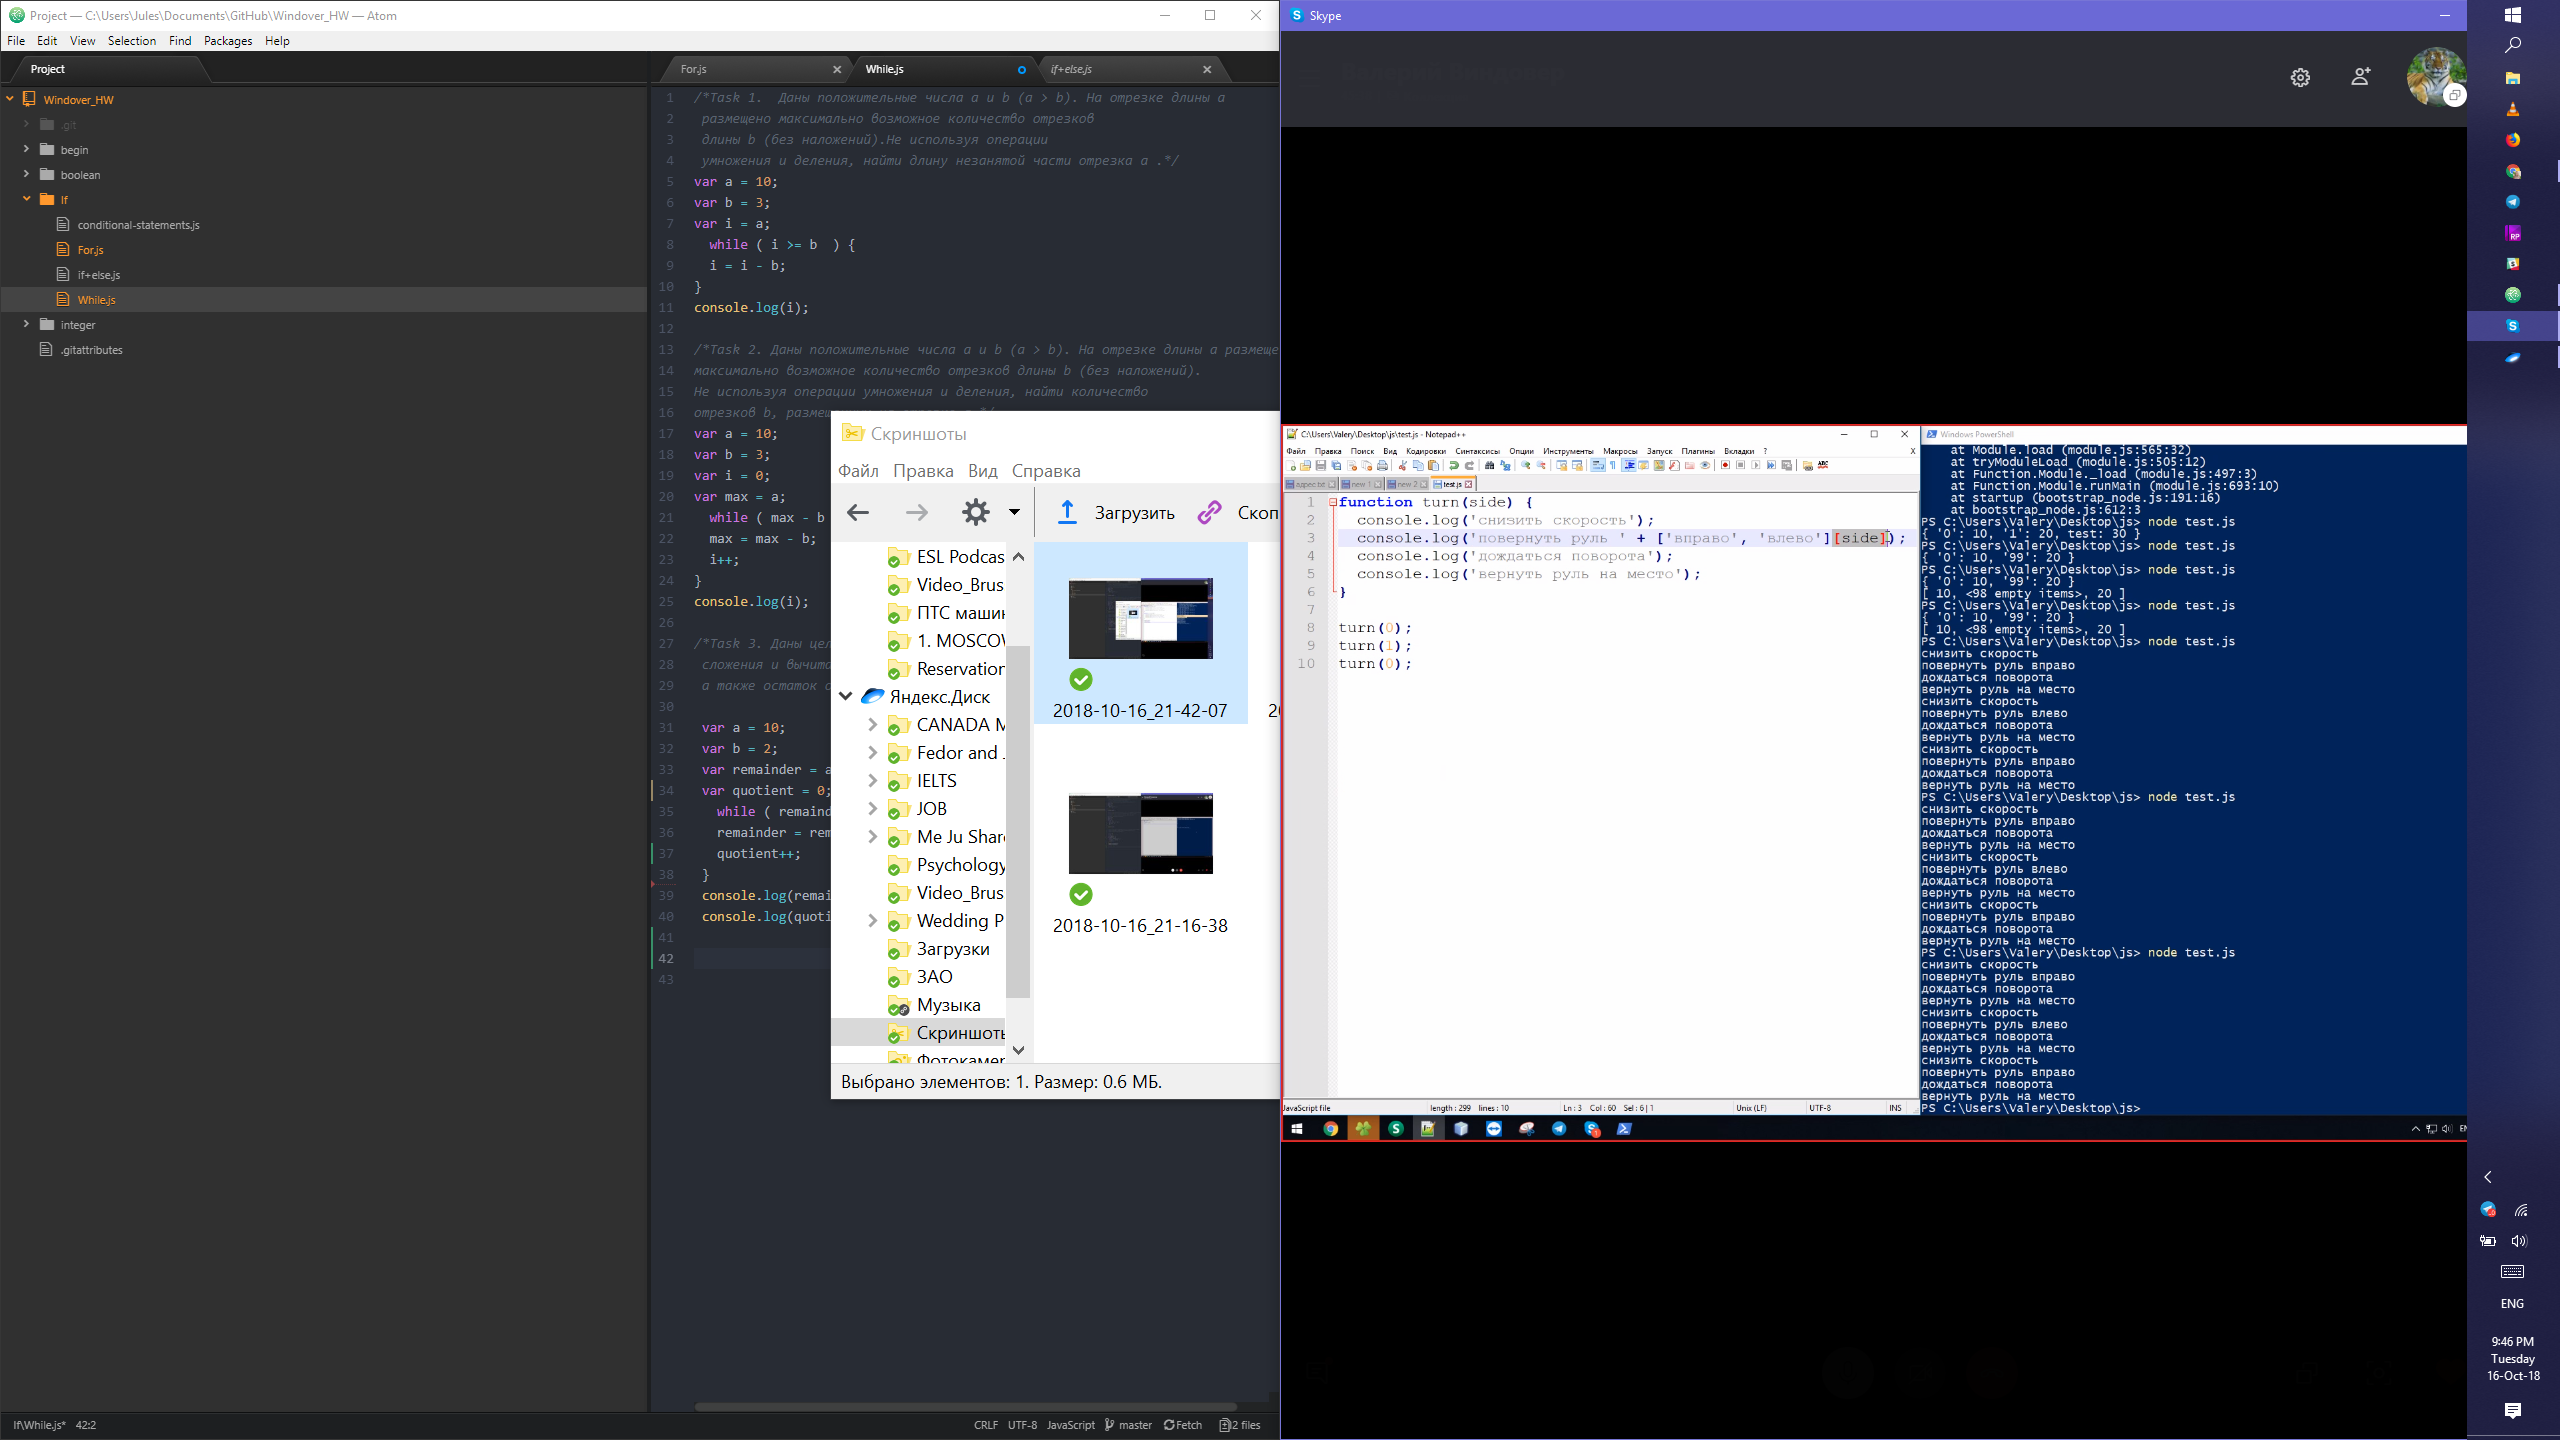 Project — C:\Users\Jules\Documents\GitHub\Windover_HW — Atom
File Edit View Selection Find Packages Help
Project
Windover_HW
.git
begin
boolean
If
conditional-statements.js
For.js
if+else.js
While.js
integer
.gitattributes
For.js
While.js
if+else.js
1 /*Task 1. Даны положительные числа a и b (a > b). На отрезке длины a
2 размещено максимально возможное количество отрезков
3 длины b (без наложений).Не используя операции
4 умножения и деления, найти длину незанятой части отрезка a .*/
5 var a = 10;
6 var b = 3;
7 var i = a;
8 while ( i >= b ) {
9 i = i - b;
10 }
11 console.log(i);
12
13 /*Task 2. Даны положительные числа a и b (a > b). На отрезке длины a размеще
14 максимально возможное количество отрезков длины b (без наложений).
15 Не используя операции умножения и деления, найти количество
16 отрезков b, размещ
17 var a = 10;
18 var b = 3;
19 var i = 0;
20 var max = a;
21 while ( max - b
22 max = max - b;
23 i++;
24 }
25 console.log(i);
26
27 /*Task 3. Даны цел
28 сложения и вычита
29 а также остаток о
30
31 var a = 10;
32 var b = 2;
33 var remainder = a
34 var quotient = 0;
35 while ( remaind
36 remainder = rem
37 quotient++;
38 }
39 console.log(remai
40 console.log(quoti
41
42
43
If\While.js* 42:2
CRLF UTF-8 JavaScript master Fetch 2 files
Скриншоты
Файл Правка Вид Справка
Загрузить Скоп
ESL Podcas
Video_Brus
ПТС машин
1. MOSCOV
Reservation
Яндекс.Диск
CANADA M
Fedor and
IELTS
JOB
Me Ju Shar
Psychology
Video_Brus
Wedding P
Загрузки
ЗАО
Музыка
Скриншоть
Фотокамер
2018-10-16_21-42-07
2018-10-16_21-16-38
Выбрано элементов: 1. Размер: 0.6 МБ.
Skype
C:\Users\Valery\Desktop\js\test.js - Notepad++
Файл Правка Поиск Вид Кодировки Синтаксисы Опции Инструменты Макросы Запуск Плагины Вкладки ? X
new 1 new 2 test.js
1 function turn(side) {
2 console.log('снизить скорость');
3 console.log('повернуть руль ' + ['вправо', 'влево'][side]);
4 console.log('дождаться поворота');
5 console.log('вернуть руль на место');
6 }
7
8 turn(0);
9 turn(1);
10 turn(0);
JavaScript file length : 299 lines : 10 Ln : 3 Col : 60 Sel : 6 | 1 Unix (LF) UTF-8 INS
Windows PowerShell
at Module.load (module.js:565:32)
at tryModuleLoad (module.js:505:12)
at Function.Module._load (module.js:497:3)
at Function.Module.runMain (module.js:693:10)
at startup (bootstrap_node.js:191:16)
at bootstrap_node.js:612:3
PS C:\Users\Valery\Desktop\js> node test.js
{ '0': 10, '1': 20, test: 30 }
PS C:\Users\Valery\Desktop\js> node test.js
{ '0': 10, '99': 20 }
PS C:\Users\Valery\Desktop\js> node test.js
{ '0': 10, '99': 20 }
[ 10, <98 empty items>, 20 ]
PS C:\Users\Valery\Desktop\js> node test.js
{ '0': 10, '99': 20 }
[ 10, <98 empty items>, 20 ]
PS C:\Users\Valery\Desktop\js> node test.js
снизить скорость
повернуть руль вправо
дождаться поворота
вернуть руль на место
снизить скорость
повернуть руль влево
дождаться поворота
вернуть руль на место
снизить скорость
повернуть руль вправо
дождаться поворота
вернуть руль на место
PS C:\Users\Valery\Desktop\js> node test.js
снизить скорость
повернуть руль вправо
дождаться поворота
вернуть руль на место
снизить скорость
повернуть руль влево
дождаться поворота
вернуть руль на место
снизить скорость
повернуть руль вправо
дождаться поворота
вернуть руль на место
PS C:\Users\Valery\Desktop\js> node test.js
снизить скорость
повернуть руль вправо
дождаться поворота
вернуть руль на место
снизить скорость
повернуть руль влево
дождаться поворота
вернуть руль на место
снизить скорость
повернуть руль вправо
дождаться поворота
вернуть руль на место
PS C:\Users\Valery\Desktop\js>
RP
ENG
9:46 PM
Tuesday
16-Oct-18